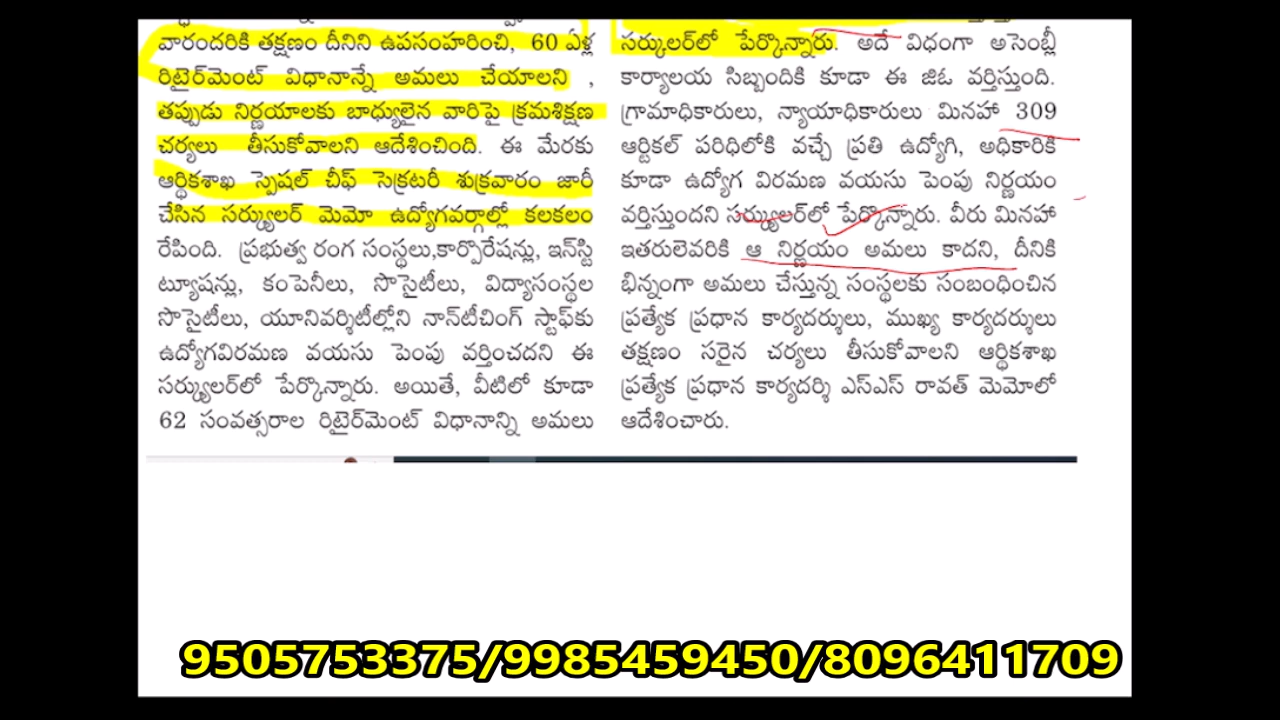 వారందరికి తక్షణం దీనిని ఉపసంహరించి, 60 ఏళ్ల
రిటైర్‌మెంట్ విధానాన్నే అమలు చేయాలని ,
తప్పుడు నిర్ణయాలకు బాధ్యులైన వారిపై క్రమశిక్షణ
చర్యలు తీసుకోవాలని ఆదేశించింది. ఈ మేరకు
ఆర్థికశాఖ స్పెషల్ చీఫ్ సెక్రటరీ శుక్రవారం జారీ
చేసిన సర్క్యులర్ మెమో ఉద్యోగవర్గాల్లో కలకలం
రేపింది. ప్రభుత్వ రంగ సంస్థలు,కార్పొరేషన్లు, ఇన్‌స్టి
ట్యూషన్లు, కంపెనీలు, సొసైటీలు, విద్యాసంస్థల
సొసైటీలు, యూనివర్శిటీల్లోని నాన్‌టీచింగ్ స్టాఫ్‌కు
ఉద్యోగవిరమణ వయసు పెంపు వర్తించదని ఈ
సర్క్యులర్‌లో పేర్కొన్నారు. అయితే, వీటిలో కూడా
62 సంవత్సరాల రిటైర్‌మెంట్ విధానాన్ని అమలు
సర్కులర్‌లో పేర్కొన్నారు. అదే విధంగా అసెంబ్లీ
కార్యాలయ సిబ్బందికి కూడా ఈ జిఓ వర్తిస్తుంది.
గ్రామాధికారులు, న్యాయాధికారులు మినహా 309
ఆర్టికల్ పరిధిలోకి వచ్చే ప్రతి ఉద్యోగి, అధికారికి
కూడా ఉద్యోగ విరమణ వయసు పెంపు నిర్ణయం
వర్తిస్తుందని సర్క్యులర్‌లో పేర్కొన్నారు. వీరు మినహా
ఇతరులెవరికి ఆ నిర్ణయం అమలు కాదని, దీనికి
భిన్నంగా అమలు చేస్తున్న సంస్థలకు సంబంధించిన
ప్రత్యేక ప్రధాన కార్యదర్శులు, ముఖ్య కార్యదర్శులు
తక్షణం సరైన చర్యలు తీసుకోవాలని ఆర్థికశాఖ
ప్రత్యేక ప్రధాన కార్యదర్శి ఎస్ఎస్ రావత్ మెమోలో
ఆదేశించారు.
9505753375/9985459450/8096411709